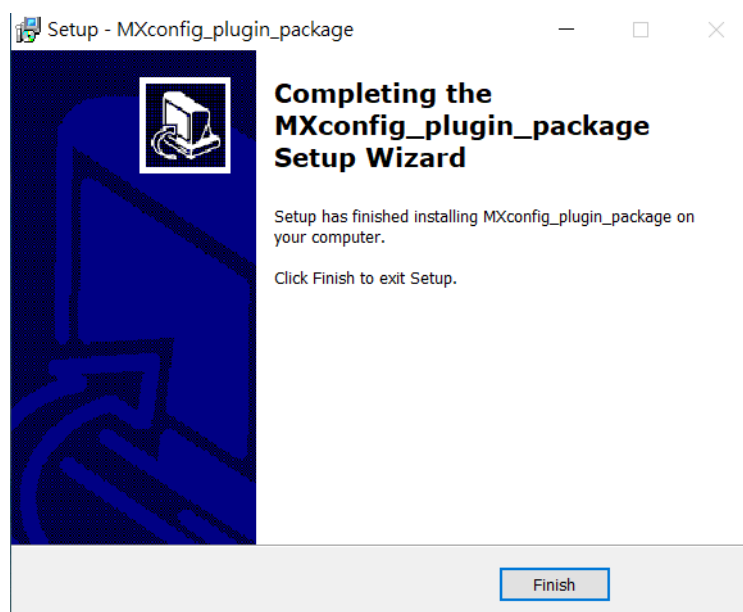 Setup - MXconfig_plugin_package
Completing the
MXconfig_plugin_package
Setup Wizard
Setup has finished installing MXconfig_plugin_package on
your computer.
Click Finish to exit Setup.
Finish